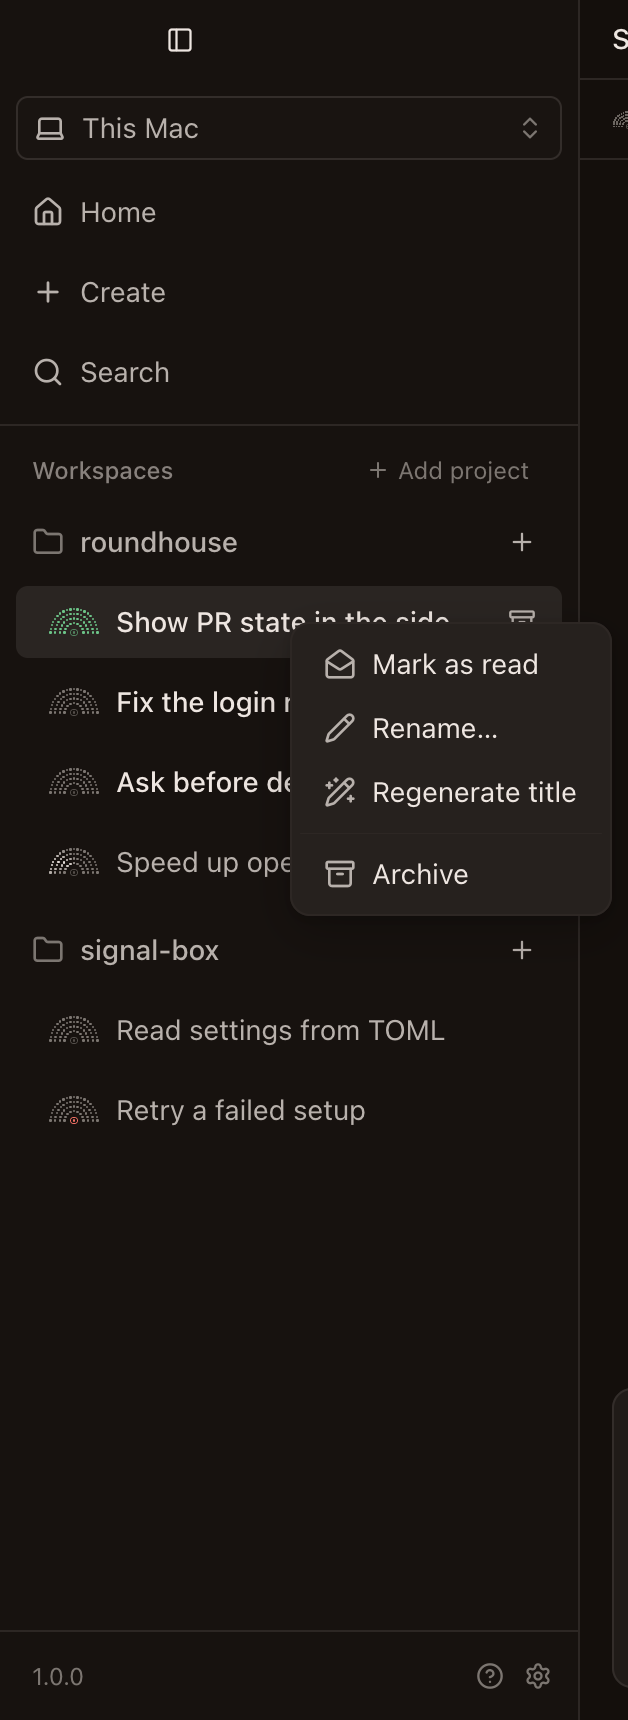 This Mac
Home
Create
Search
Workspaces
Add project
roundhouse
Show PR state in the side
Mark as read
Fix the login
Rename...
Ask before
Regenerate title
Speed up
Archive
signal-box
Read settings from TOML
Retry a failed setup
1.0.0